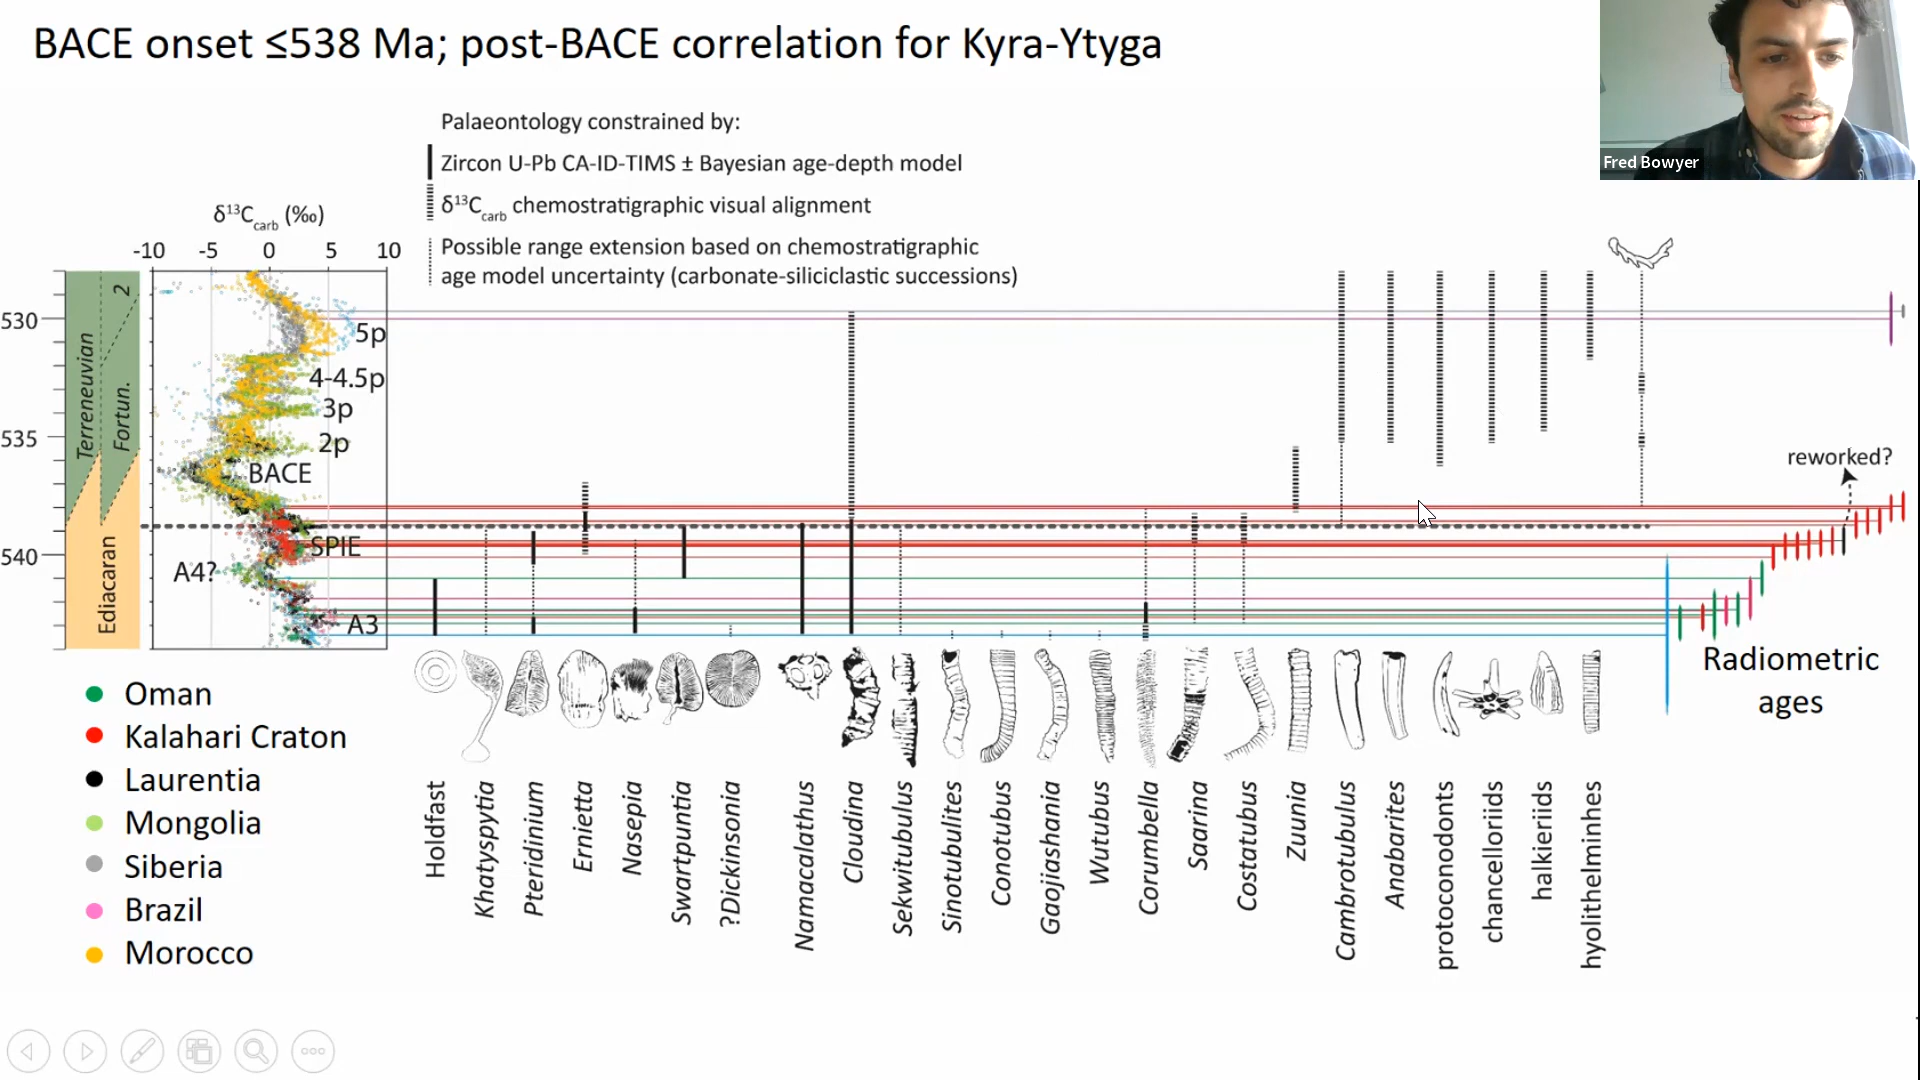 BACE onset ≤538 Ma; post-BACE correlation for Kyra-Ytyga
Fred Bowyer
Palaeontology constrained by:
Zircon U-Pb CA-ID-TIMS ± Bayesian age-depth model
δ¹³Ccarb chemostratigraphic visual alignment
Possible range extension based on chemostratigraphic
age model uncertainty (carbonate-siliciclastic successions)
δ¹³Ccarb (‰)
-10 -5 0 5 10
530
535
540
Terreneuvian
Fortun.
2
Ediacaran
5p
4-4.5p
3p
2p
BACE
SPIE
A4?
A3
reworked?
Radiometric
ages
Oman
Kalahari Craton
Laurentia
Mongolia
Siberia
Brazil
Morocco
Holdfast
Khatyspytia
Pteridinium
Ernietta
Nasepia
Swartpuntia
?Dickinsonia
Namacalathus
Cloudina
Sekwitubulus
Sinotubulites
Conotubus
Gaojiashania
Wutubus
Corumbella
Saarina
Costatubus
Zuunia
Cambrotubulus
Anabarites
protoconodonts
chancelloriids
halkieriids
hyolithelminhes